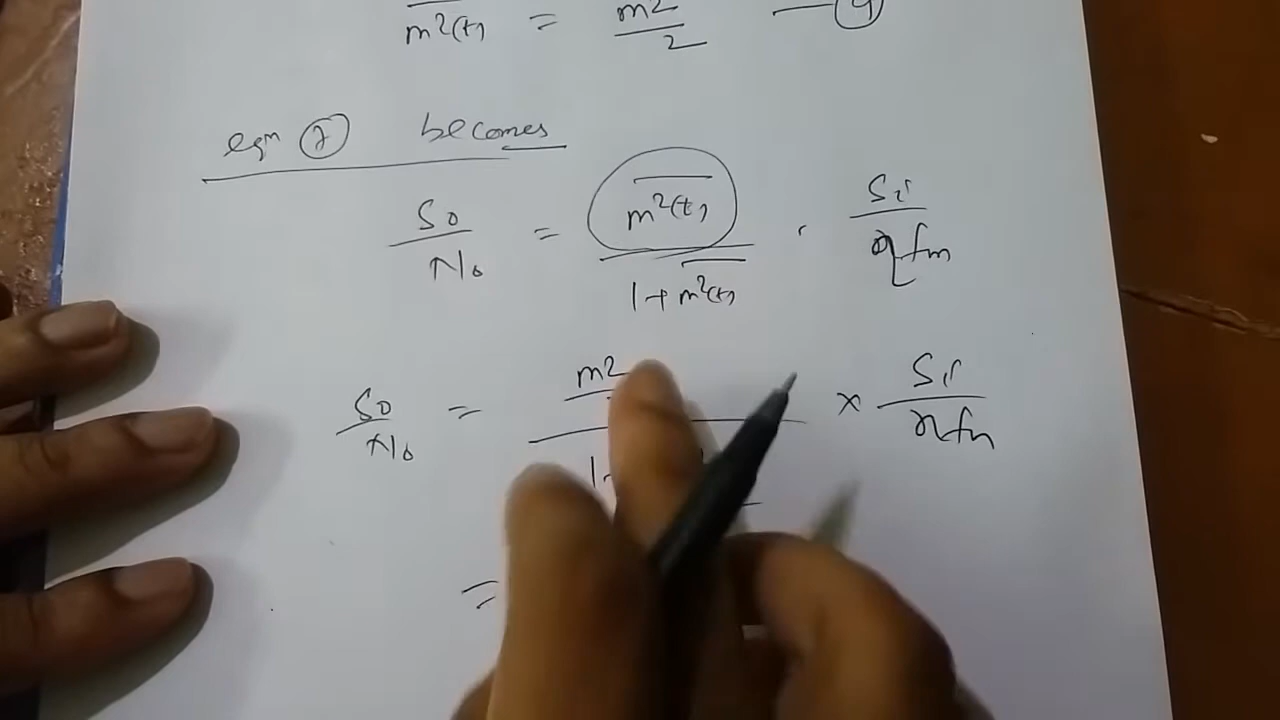 m²(t) = m²/2 — 9
eqn 7 becomes
So/No = m²(t) / 1+m²(t) · Si/ηfm
So/No = m² / 1+ × Si/ηfm
=